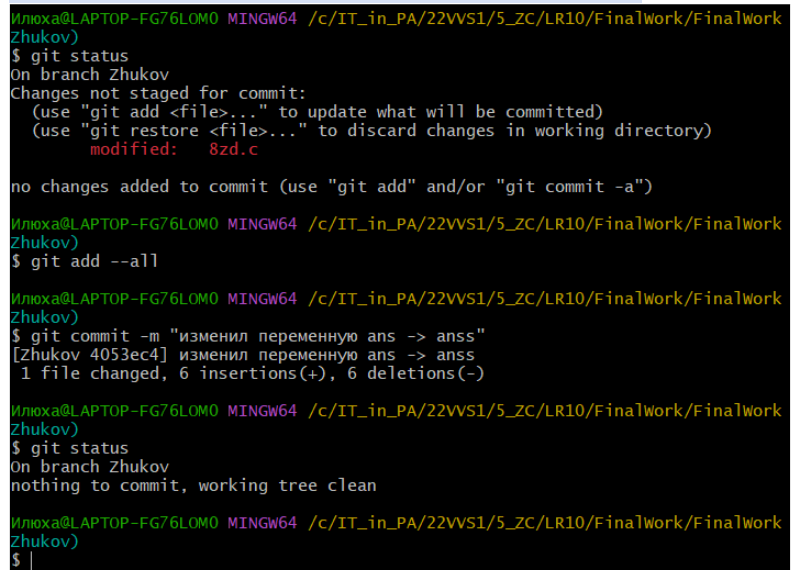 Илюха@LAPTOP-FG76LOM0 MINGW64 /c/IT_in_PA/22VVS1/5_ZC/LR10/FinalWork/FinalWork
Zhukov)
$ git status
On branch Zhukov
Changes not staged for commit:
  (use "git add <file>..." to update what will be committed)
  (use "git restore <file>..." to discard changes in working directory)
        modified:   8zd.c

no changes added to commit (use "git add" and/or "git commit -a")

Илюха@LAPTOP-FG76LOM0 MINGW64 /c/IT_in_PA/22VVS1/5_ZC/LR10/FinalWork/FinalWork
Zhukov)
$ git add --all

Илюха@LAPTOP-FG76LOM0 MINGW64 /c/IT_in_PA/22VVS1/5_ZC/LR10/FinalWork/FinalWork
Zhukov)
$ git commit -m "изменил переменную ans -> anss"
[Zhukov 4053ec4] изменил переменную ans -> anss
 1 file changed, 6 insertions(+), 6 deletions(-)

Илюха@LAPTOP-FG76LOM0 MINGW64 /c/IT_in_PA/22VVS1/5_ZC/LR10/FinalWork/FinalWork
Zhukov)
$ git status
On branch Zhukov
nothing to commit, working tree clean

Илюха@LAPTOP-FG76LOM0 MINGW64 /c/IT_in_PA/22VVS1/5_ZC/LR10/FinalWork/FinalWork
Zhukov)
$